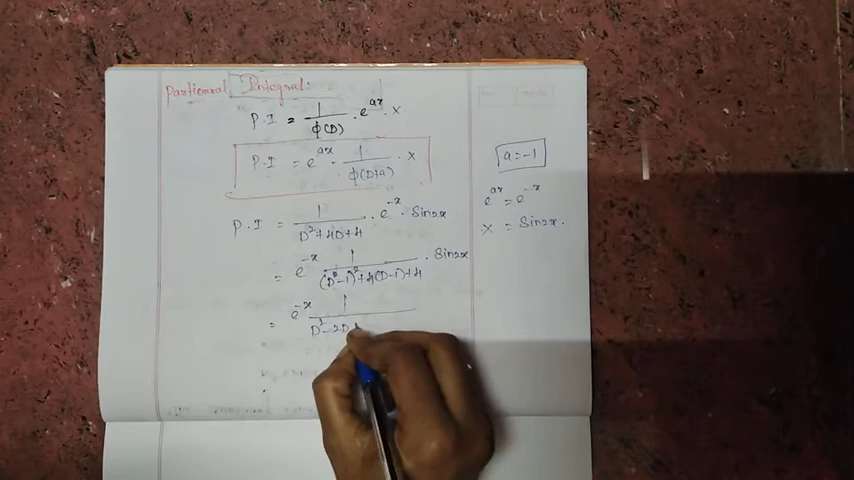 Particural Integral:
P.I = 1/φ(D) . e^ax . X
P.I = e^ax . 1/φ(D+a) . X
P.I = 1/D²+4D+4 . e^-x . Sin2x
= e^-x 1/(D-1)²+4(D-1)+4 . Sin2x
= e^-x 1/D²-2D+
a=-1
e^ax = e^-x
X = Sin2x.